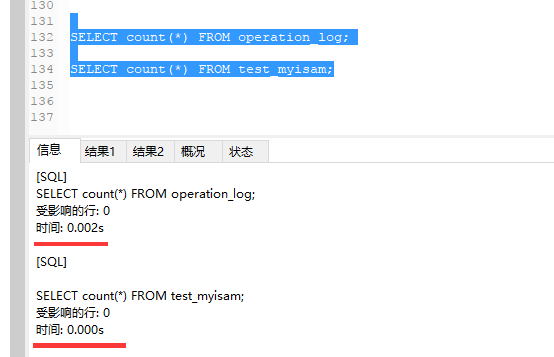 130
131
132 SELECT count(*) FROM operation_log;
133
134 SELECT count(*) FROM test_myisam;
135
136
137
信息 结果1 结果2 概况 状态
[SQL]
SELECT count(*) FROM operation_log;
受影响的行: 0
时间: 0.002s
[SQL]
SELECT count(*) FROM test_myisam;
受影响的行: 0
时间: 0.000s